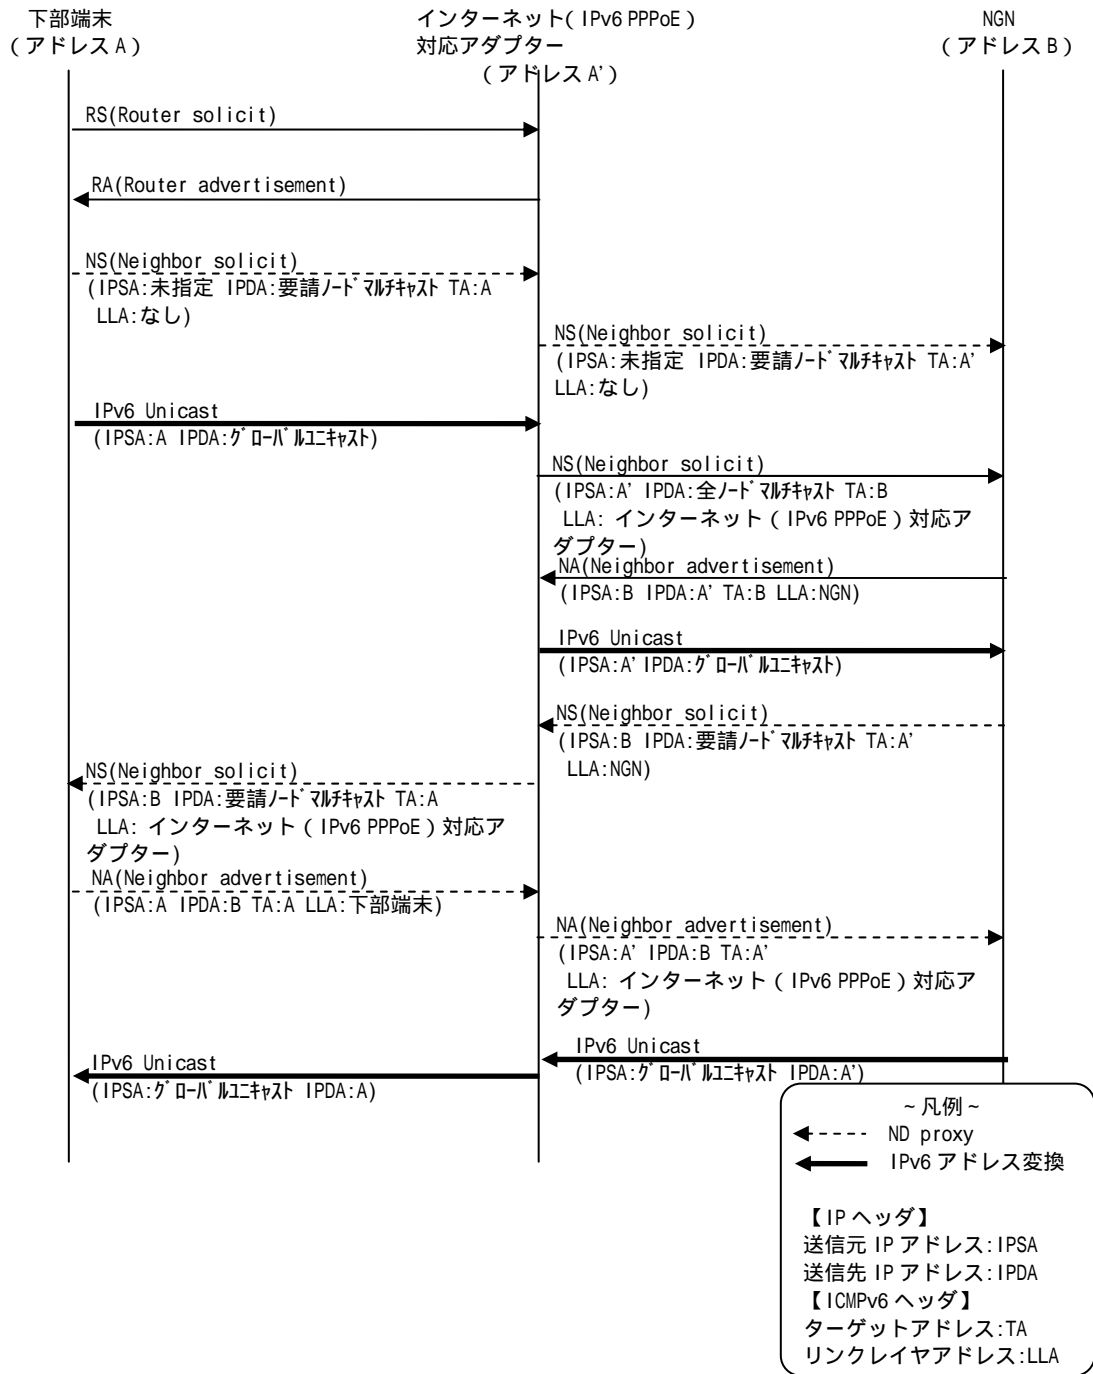 下部端末
(アドレス A)
インターネット(IPv6 PPPoE)
対応アダプター
(アドレス A')
NGN
(アドレス B)
RS(Router solicit)
RA(Router advertisement)
NS(Neighbor solicit)
(IPSA:未指定 IPDA:要請ﾉｰﾄﾞﾏﾙﾁｷｬｽﾄ TA:A
LLA:なし)
NS(Neighbor solicit)
(IPSA:未指定 IPDA:要請ﾉｰﾄﾞﾏﾙﾁｷｬｽﾄ TA:A'
LLA:なし)
IPv6 Unicast
(IPSA:A IPDA:ｸﾞﾛｰﾊﾞﾙﾕﾆｷｬｽﾄ)
NS(Neighbor solicit)
(IPSA:A' IPDA:全ﾉｰﾄﾞﾏﾙﾁｷｬｽﾄ TA:B
LLA: インターネット(IPv6 PPPoE)対応ア
ダプター)
NA(Neighbor advertisement)
(IPSA:B IPDA:A' TA:B LLA:NGN)
IPv6 Unicast
(IPSA:A' IPDA:ｸﾞﾛｰﾊﾞﾙﾕﾆｷｬｽﾄ)
NS(Neighbor solicit)
(IPSA:B IPDA:要請ﾉｰﾄﾞﾏﾙﾁｷｬｽﾄ TA:A'
LLA:NGN)
NS(Neighbor solicit)
(IPSA:B IPDA:要請ﾉｰﾄﾞﾏﾙﾁｷｬｽﾄ TA:A
LLA: インターネット(IPv6 PPPoE)対応ア
ダプター)
NA(Neighbor advertisement)
(IPSA:A IPDA:B TA:A LLA:下部端末)
NA(Neighbor advertisement)
(IPSA:A' IPDA:B TA:A'
LLA: インターネット(IPv6 PPPoE)対応ア
ダプター)
IPv6 Unicast
(IPSA:ｸﾞﾛｰﾊﾞﾙﾕﾆｷｬｽﾄ IPDA:A')
IPv6 Unicast
(IPSA:ｸﾞﾛｰﾊﾞﾙﾕﾆｷｬｽﾄ IPDA:A)
~凡例~
ND proxy
IPv6 アドレス変換
【IP ヘッダ】
送信元 IP アドレス:IPSA
送信先 IP アドレス:IPDA
【ICMPv6 ヘッダ】
ターゲットアドレス:TA
リンクレイヤアドレス:LLA